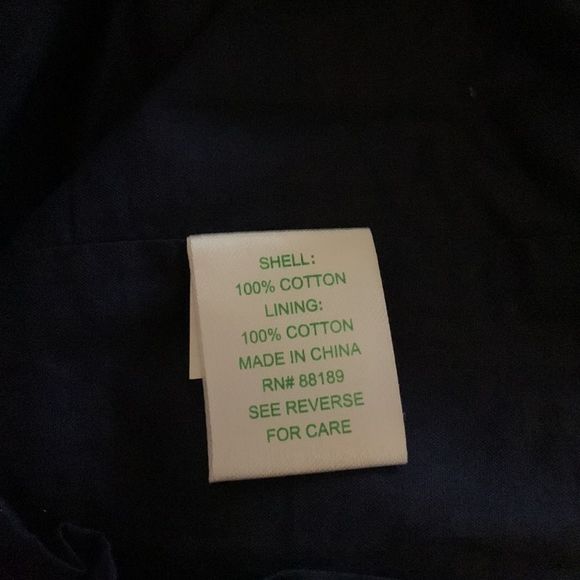 SHELL:
100% COTTON
LINING:
100% COTTON
MADE IN CHINA
RN# 88189
SEE REVERSE
FOR CARE